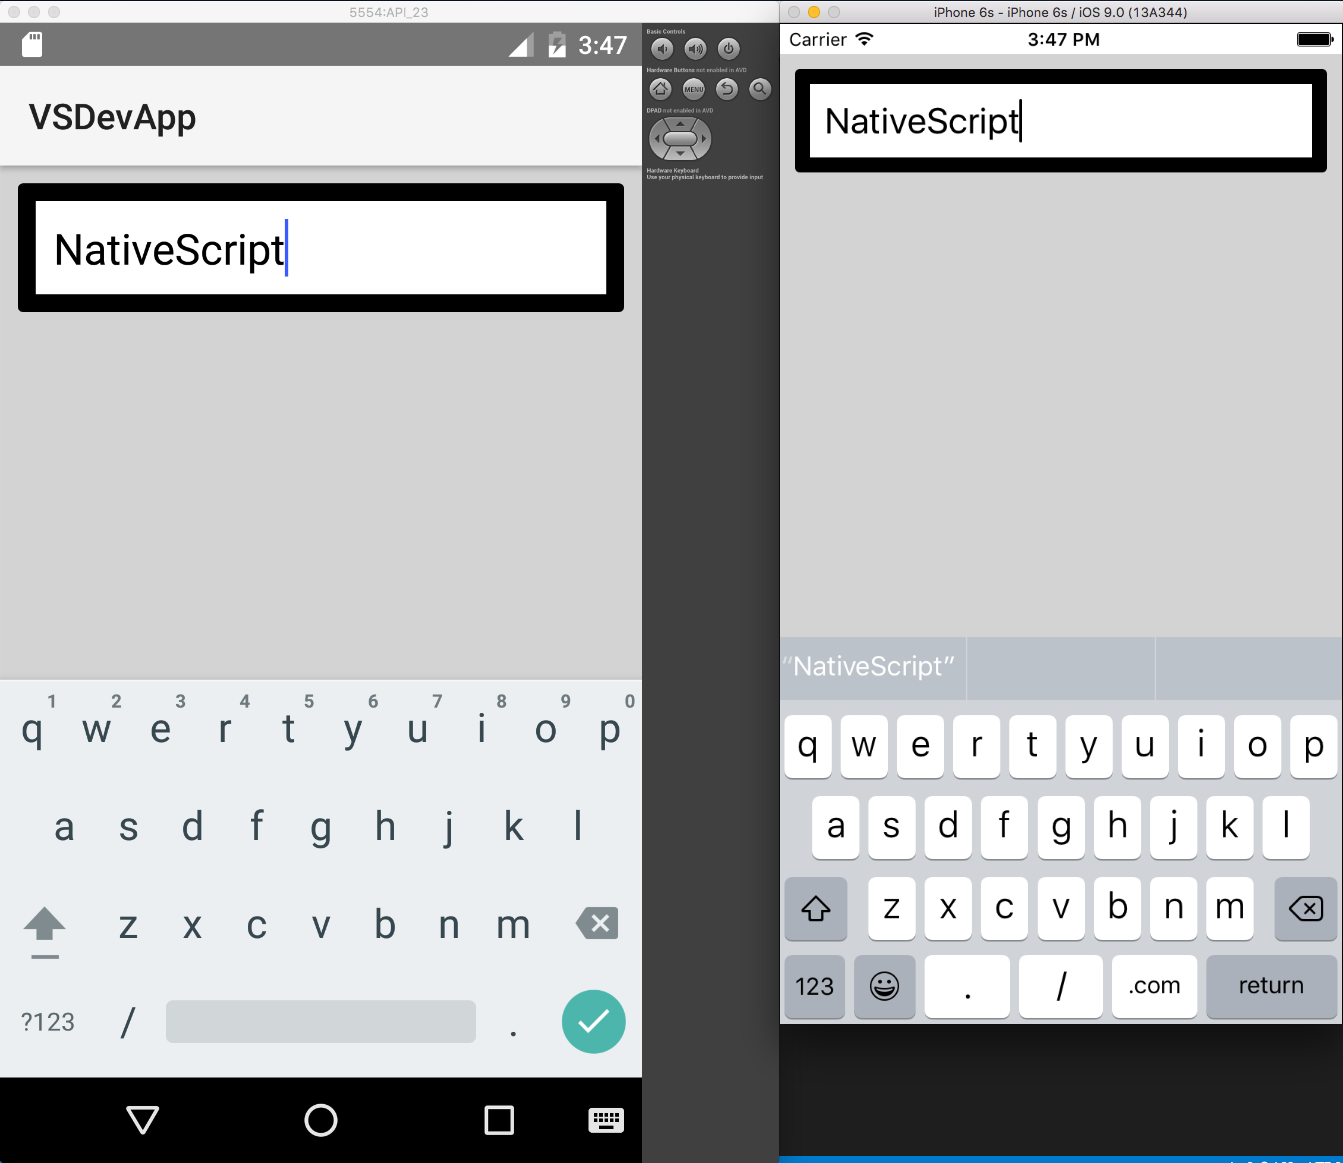 5554:API_23
3:47
VSDevApp
NativeScript
1 2 3 4 5 6 7 8 9 0
q w e r t y u i o p
a s d f g h j k l
z x c v b n m
?123 / .
Basic Controls
Hardware Buttons not enabled in AVD
MENU
DPAD not enabled in AVD
Hardware Keyboard
Use your physical keyboard to provide input
iPhone 6s - iPhone 6s / iOS 9.0 (13A344)
Carrier 3:47 PM
NativeScript
“NativeScript”
q w e r t y u i o p
a s d f g h j k l
z x c v b n m
123 . / .com return